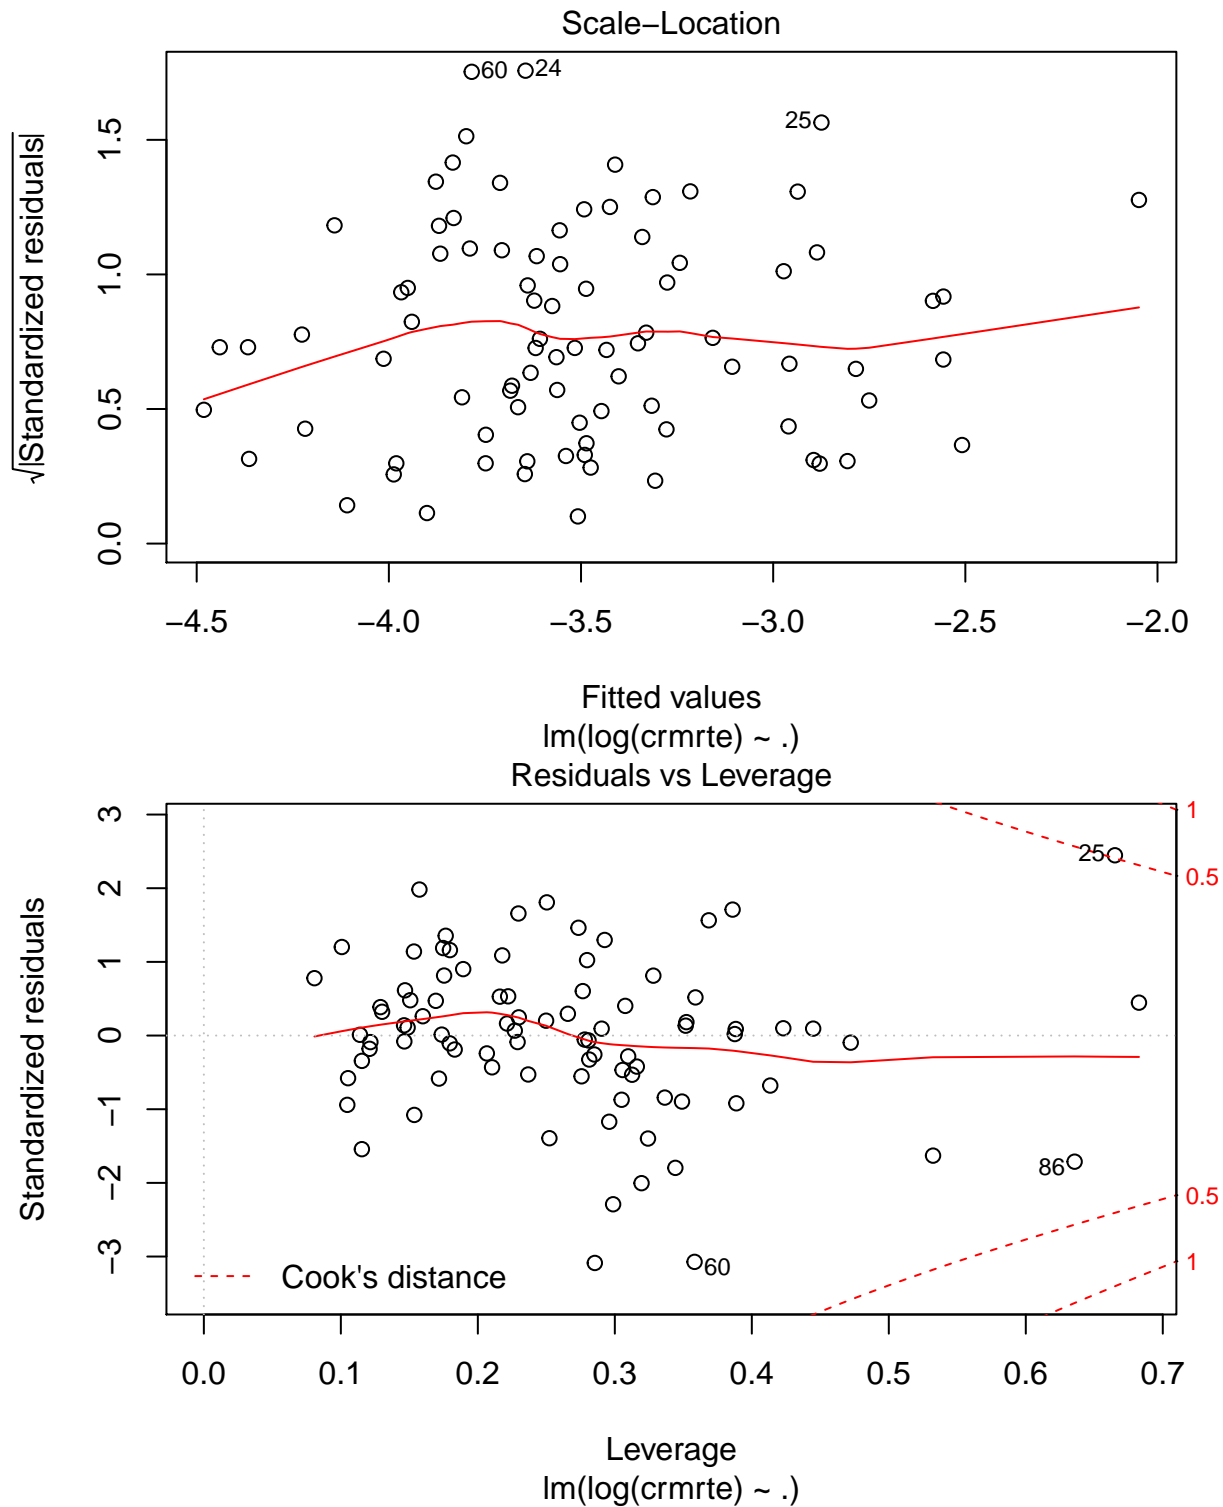 Scale−Location
√|Standardized residuals|
0.0 0.5 1.0 1.5
60 24
25
−4.5 −4.0 −3.5 −3.0 −2.5 −2.0
Fitted values
lm(log(crmrte) ~ .)
Residuals vs Leverage
Standardized residuals
−3 −2 −1 0 1 2 3
1
25
0.5
86
0.5
60
1
Cook's distance
0.0 0.1 0.2 0.3 0.4 0.5 0.6 0.7
Leverage
lm(log(crmrte) ~ .)